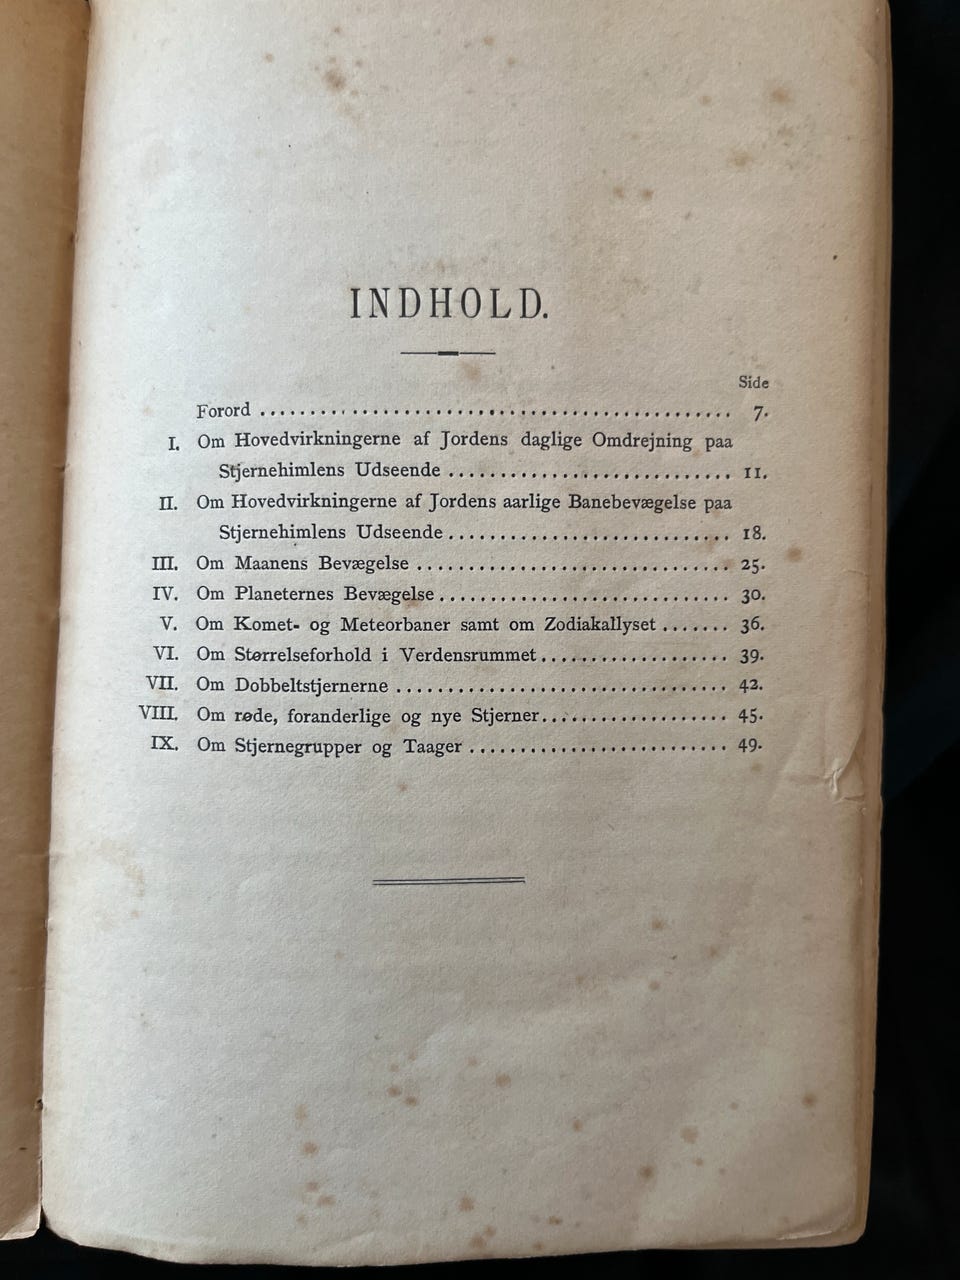 INDHOLD.
Side
Forord ................................................ 7.
I. Om Hovedvirkningerne af Jordens daglige Omdrejning paa
Stjernehimlens Udseende ............................. 11.
II. Om Hovedvirkningerne af Jordens aarlige Banebevægelse paa
Stjernehimlens Udseende ............................. 18.
III. Om Maanens Bevægelse ................................ 25.
IV. Om Planeternes Bevægelse ............................. 30.
V. Om Komet- og Meteorbaner samt om Zodiakallyset ....... 36.
VI. Om Størrelseforhold i Verdensrummet ................... 39.
VII. Om Dobbeltstjernerne .................................. 42.
VIII. Om røde, foranderlige og nye Stjerner ................... 45.
IX. Om Stjernegrupper og Taager .......................... 49.